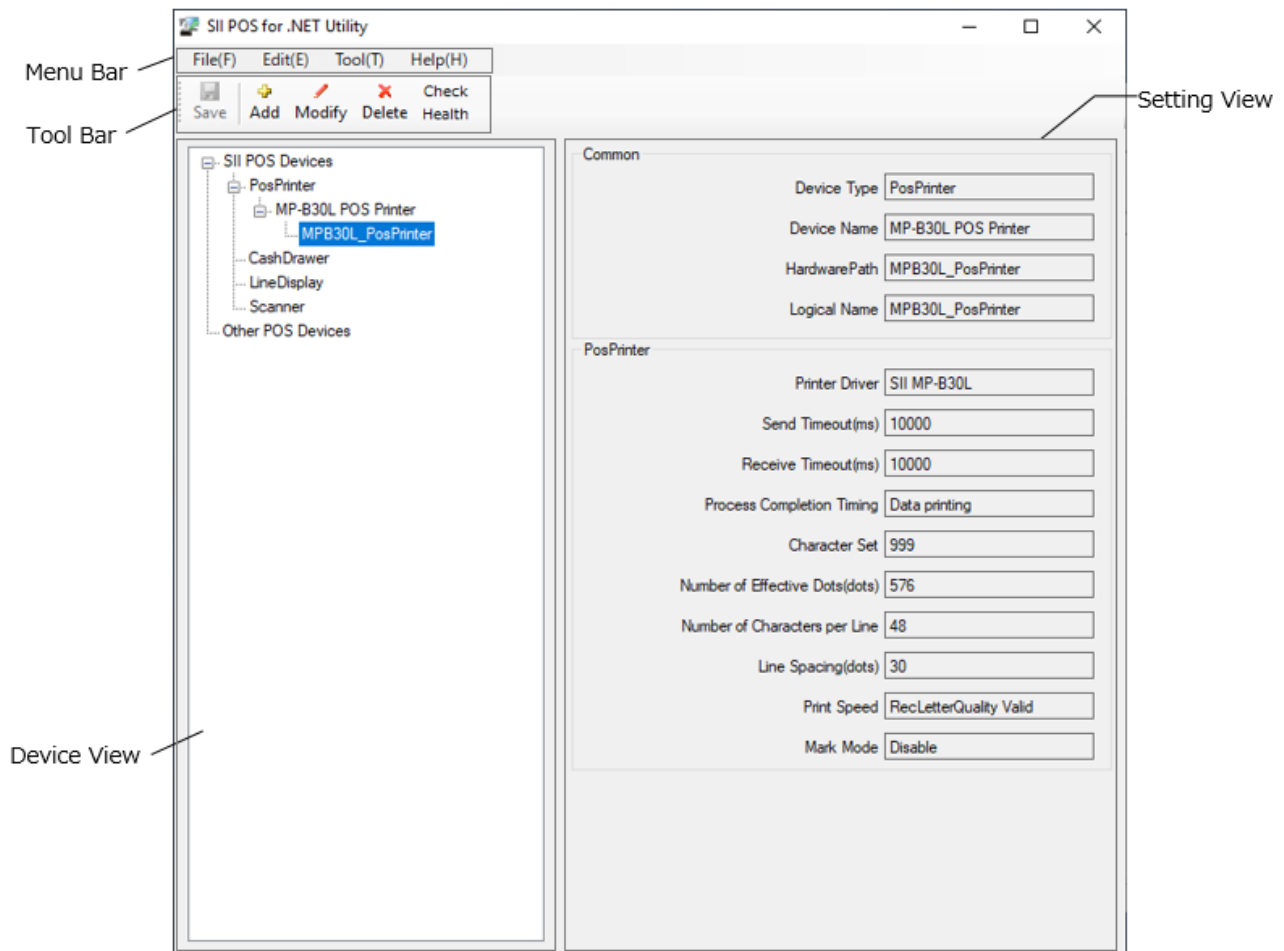 SII POS for .NET Utility
Menu Bar
File(F) Edit(E) Tool(T) Help(H)
Tool Bar
Save Add Modify Delete Check Health
Setting View
SII POS Devices
PosPrinter
MP-B30L POS Printer
MPB30L_PosPrinter
CashDrawer
LineDisplay
Scanner
Other POS Devices
Device View
Common
Device Type PosPrinter
Device Name MP-B30L POS Printer
HardwarePath MPB30L_PosPrinter
Logical Name MPB30L_PosPrinter
PosPrinter
Printer Driver SII MP-B30L
Send Timeout(ms) 10000
Receive Timeout(ms) 10000
Process Completion Timing Data printing
Character Set 999
Number of Effective Dots(dots) 576
Number of Characters per Line 48
Line Spacing(dots) 30
Print Speed RecLetterQuality Valid
Mark Mode Disable